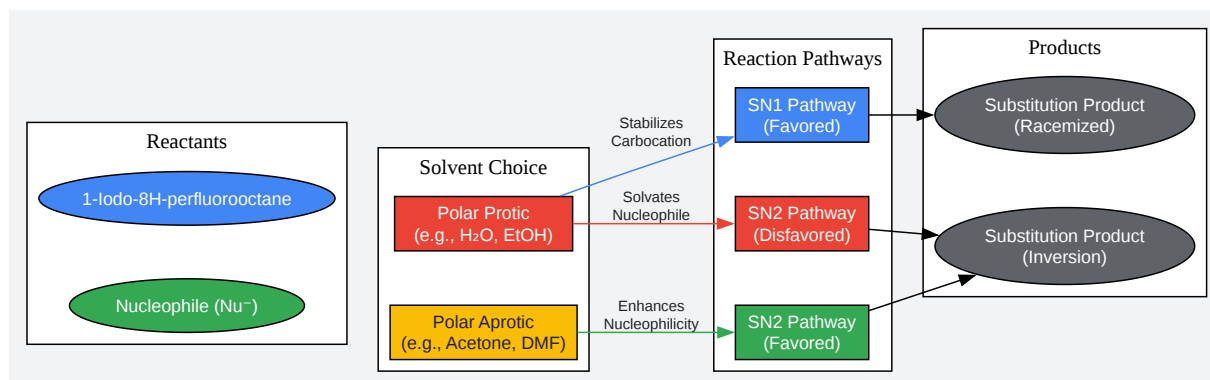 Reactants
1-Iodo-8H-perfluorooctane
Nucleophile (Nu⁻)
Solvent Choice
Polar Protic
(e.g., H₂O, EtOH)
Polar Aprotic
(e.g., Acetone, DMF)
Stabilizes
Carbocation
Solvates
Nucleophile
Enhances
Nucleophilicity
Reaction Pathways
SN1 Pathway
(Favored)
SN2 Pathway
(Disfavored)
SN2 Pathway
(Favored)
Products
Substitution Product
(Racemized)
Substitution Product
(Inversion)